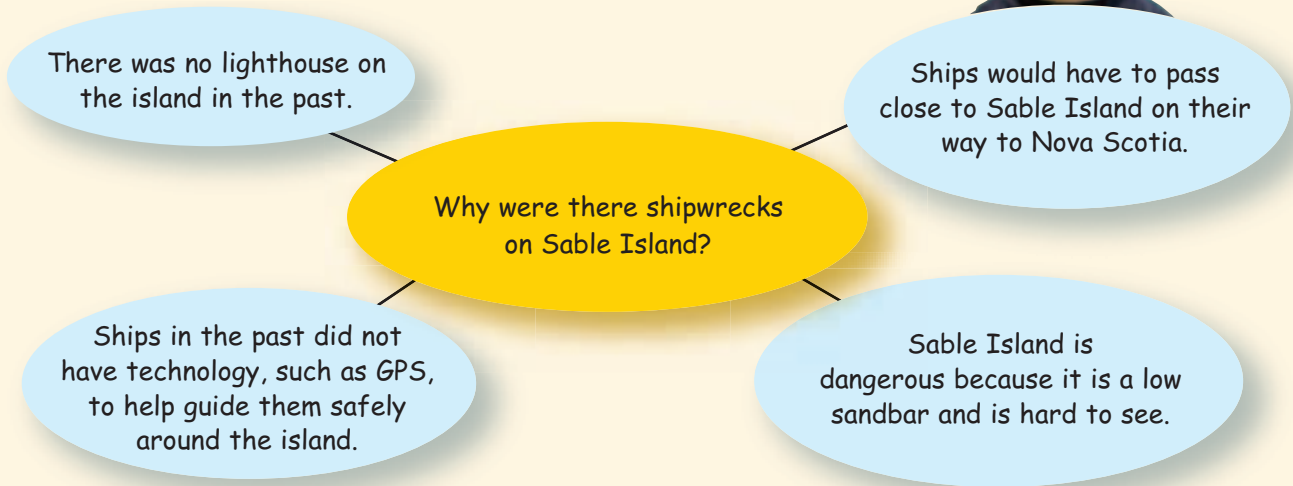 There was no lighthouse on
the island in the past.
Ships would have to pass
close to Sable Island on their
way to Nova Scotia.
Why were there shipwrecks
on Sable Island?
Ships in the past did not
have technology, such as GPS,
to help guide them safely
around the island.
Sable Island is
dangerous because it is a low
sandbar and is hard to see.